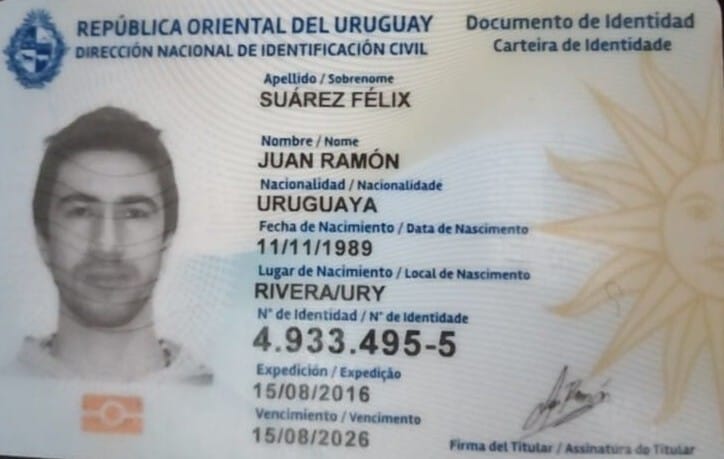 REPÚBLICA ORIENTAL DEL URUGUAY
DIRECCIÓN NACIONAL DE IDENTIFICACIÓN CIVIL
Documento de Identidad
Carteira de Identidade
Apellido / Sobrenome
SUÁREZ FÉLIX
Nombre / Nome
JUAN RAMÓN
Nacionalidad / Nacionalidade
URUGUAYA
Fecha de Nacimiento / Data de Nascimento
11/11/1989
Lugar de Nacimiento / Local de Nascimento
RIVERA/URY
N° de Identidad / N° de Identidade
4.933.495-5
Expedición / Expedição
15/08/2016
Vencimiento / Vencimento
15/08/2026
Ramón
Firma del Titular / Assinatura do Titular